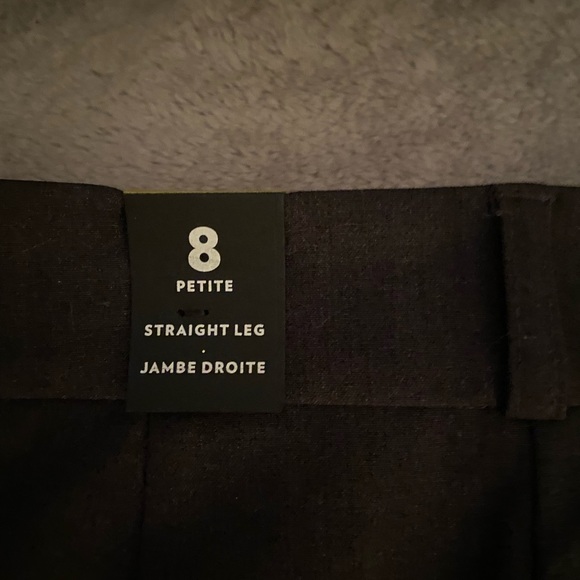 8
PETITE
STRAIGHT LEG
·
JAMBE DROITE